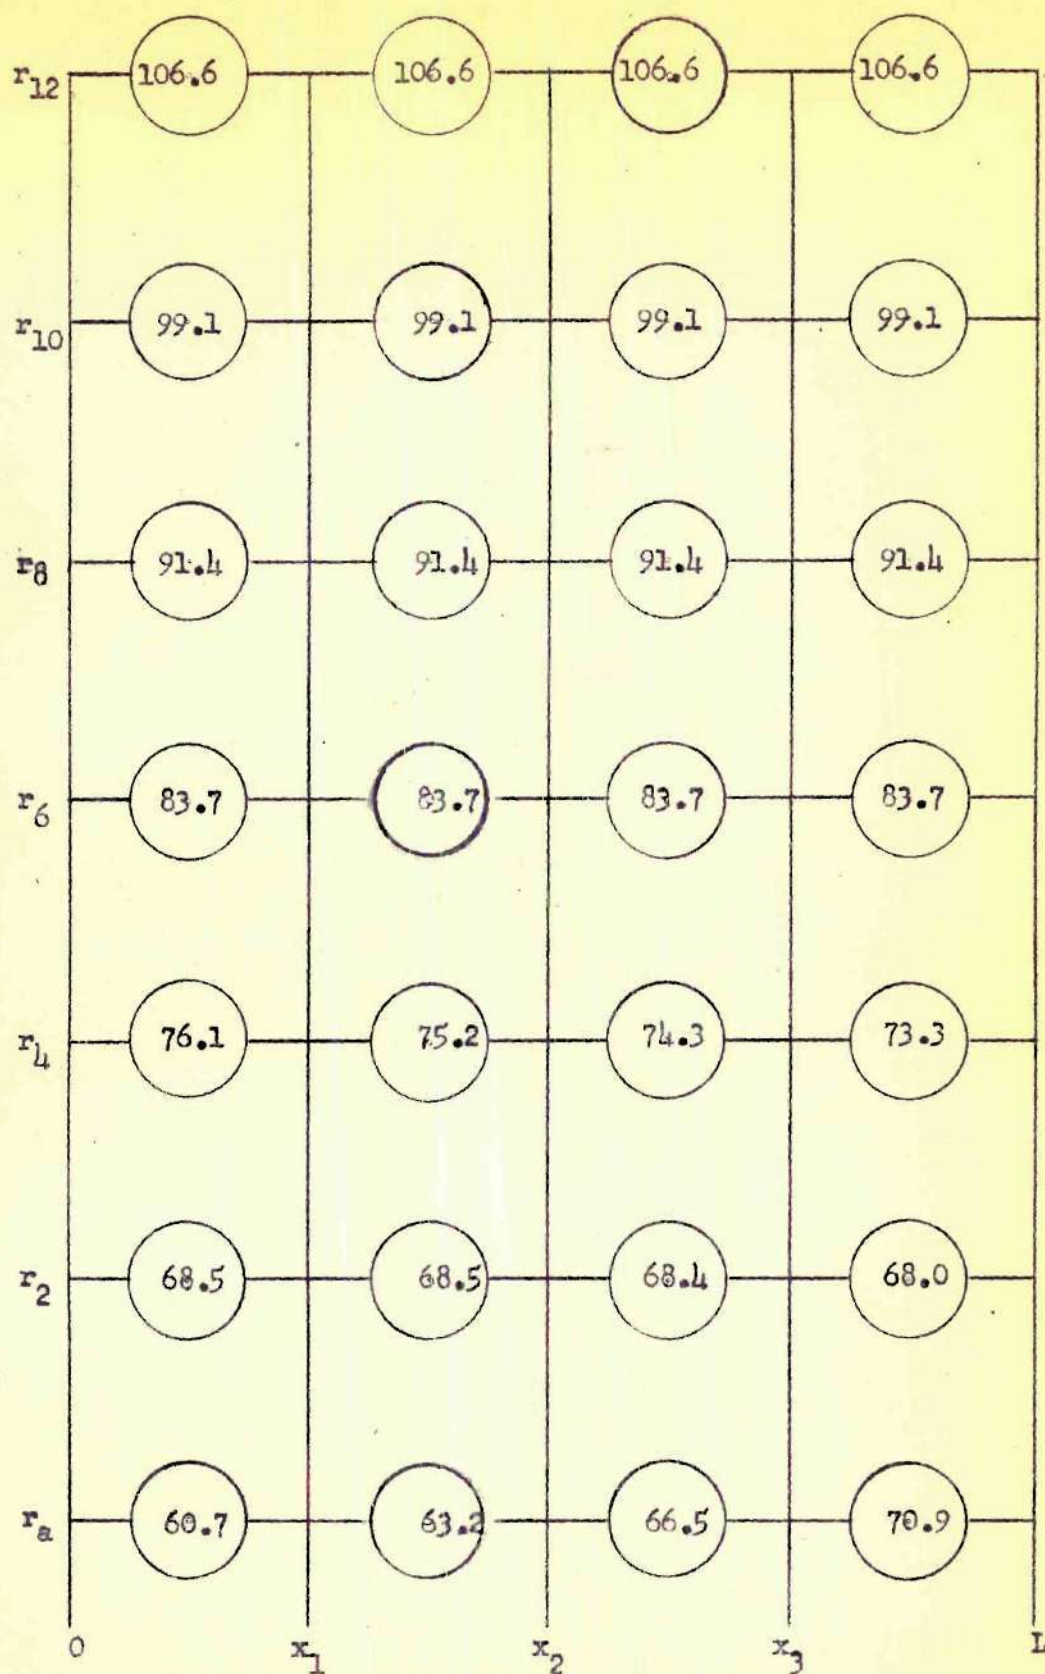 r12 106.6 106.6 106.6 106.6
r10 99.1 99.1 99.1 99.1
r8 91.4 91.4 91.4 91.4
r6 83.7 83.7 83.7 83.7
r4 76.1 75.2 74.3 73.3
r2 68.5 68.5 68.4 68.0
ra 60.7 63.2 66.5 70.9
0 x1 x2 x3 L